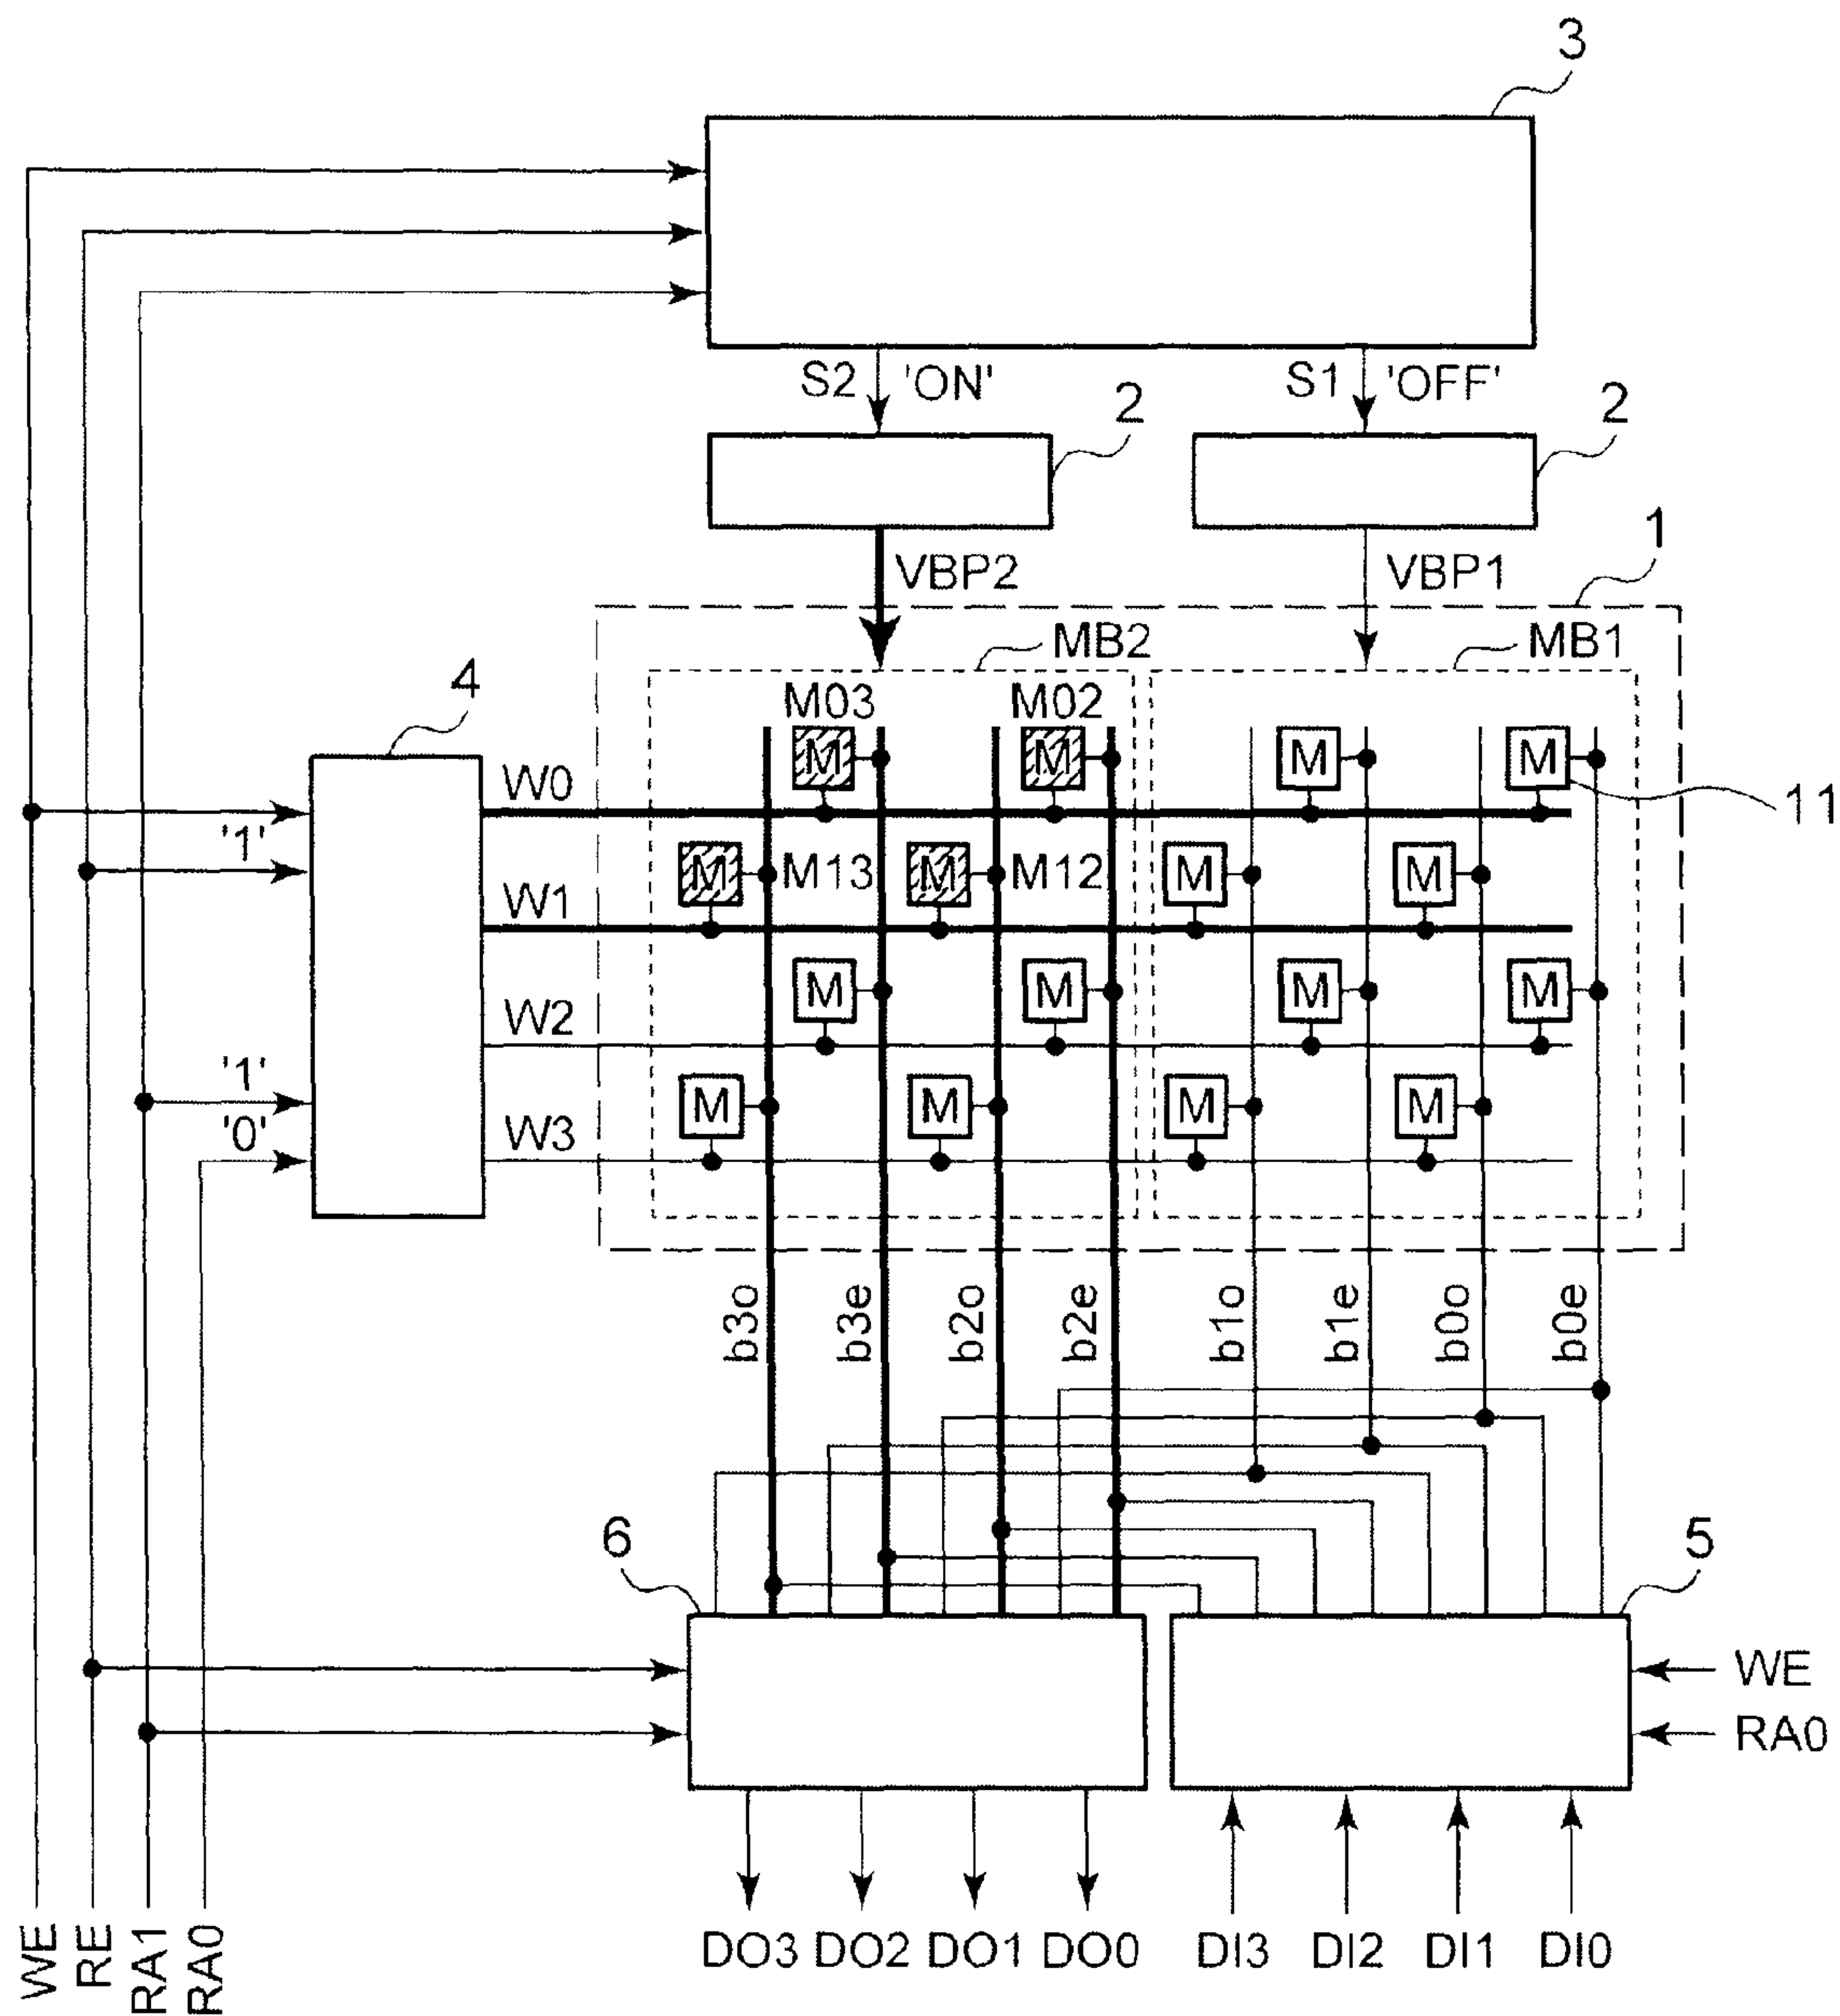 3
S2 'ON' S1 'OFF'
2 2
1
VBP2 VBP1
MB2 MB1
4
M03 M02
M M M M
W0
11
'1'
M M13 M M12 M M
W1
M M M M
W2
'1'
M M M M
'0'
W3
b3o b3e b2o b2e b1o b1e b0o b0e
6 5
WE
RA0
WE RE RA1 RA0
DO3 DO2 DO1 DO0 DI3 DI2 DI1 DI0